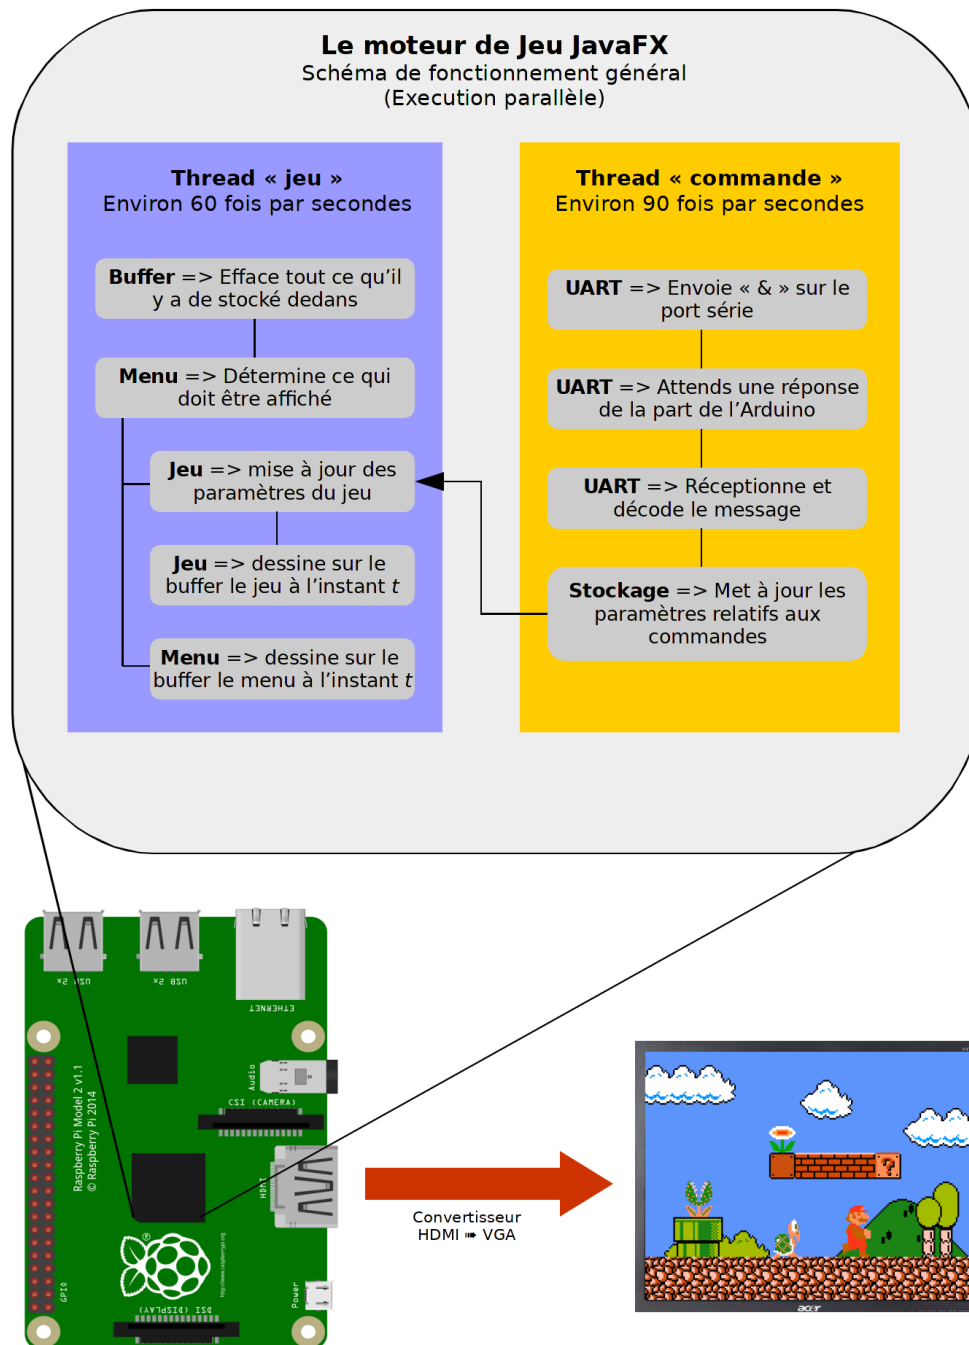 Le moteur de Jeu JavaFX
Schéma de fonctionnement général
(Execution parallèle)
Thread « jeu »
Environ 60 fois par secondes
Buffer => Efface tout ce qu’il
y a de stocké dedans
Menu => Détermine ce qui
doit être affiché
Jeu => mise à jour des
paramètres du jeu
Jeu => dessine sur le
buffer le jeu à l’instant t
Menu => dessine sur le
buffer le menu à l’instant t
Thread « commande »
Environ 90 fois par secondes
UART => Envoie « & » sur le
port série
UART => Attends une réponse
de la part de l’Arduino
UART => Réceptionne et
décode le message
Stockage => Met à jour les
paramètres relatifs aux
commandes
USB 2x
USB 2x
ETHERNET
Audio
CSI (CAMERA)
Raspberry Pi Model 2 v1.1
© Raspberry Pi 2014
HDMI
®
http://www.raspberrypi.org
GPIO
DSI (DISPLAY)
Power
Convertisseur
HDMI ➠ VGA
?
acer